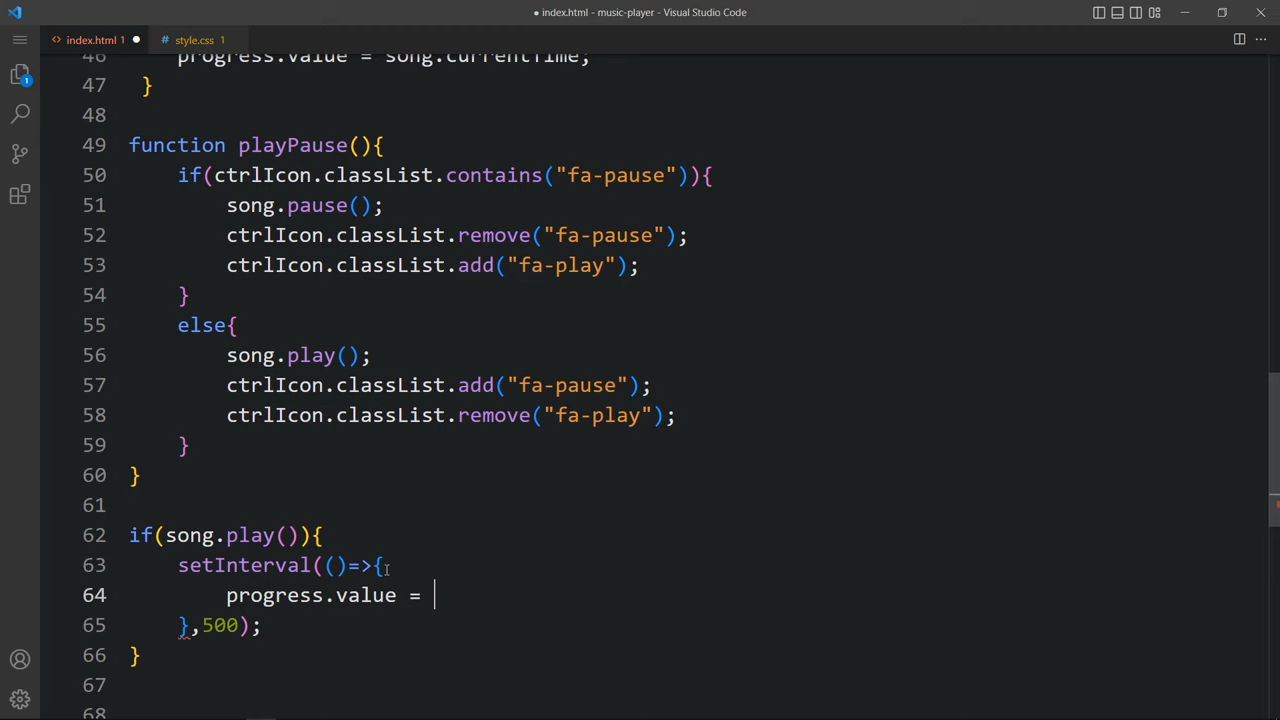 ● index.html - music-player - Visual Studio Code
<> index.html 1 ●
# style.css 1
1
46 progress.value = song.currentTime;
47 }
48
49 function playPause(){
50 if(ctrlIcon.classList.contains("fa-pause")){
51 song.pause();
52 ctrlIcon.classList.remove("fa-pause");
53 ctrlIcon.classList.add("fa-play");
54 }
55 else{
56 song.play();
57 ctrlIcon.classList.add("fa-pause");
58 ctrlIcon.classList.remove("fa-play");
59 }
60 }
61
62 if(song.play()){
63 setInterval(()=>{
64 progress.value =
65 },500);
66 }
67
68